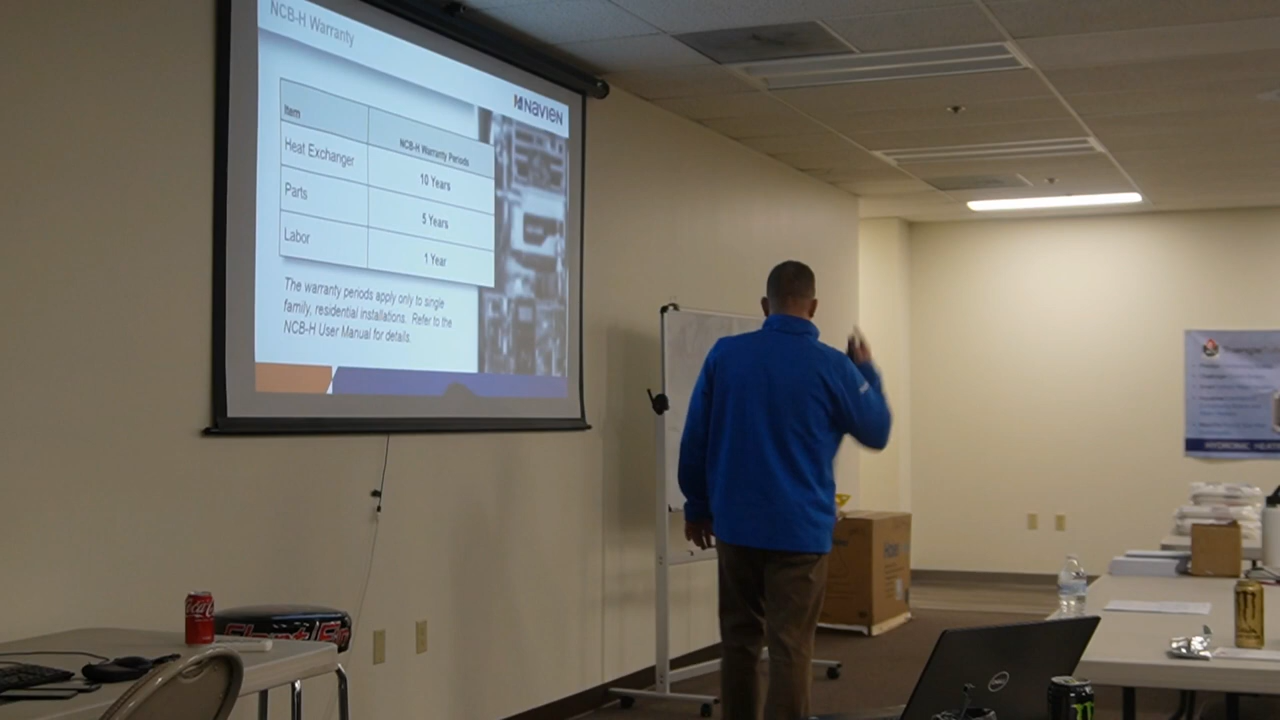 NCB-H Warranty
NAVIEN
Item
NCB-H Warranty Periods
Heat Exchanger
10 Years
Parts
5 Years
Labor
1 Year
The warranty periods apply only to single
family, residential installations. Refer to the
NCB-H User Manual for details.
Coca-Cola
DELL